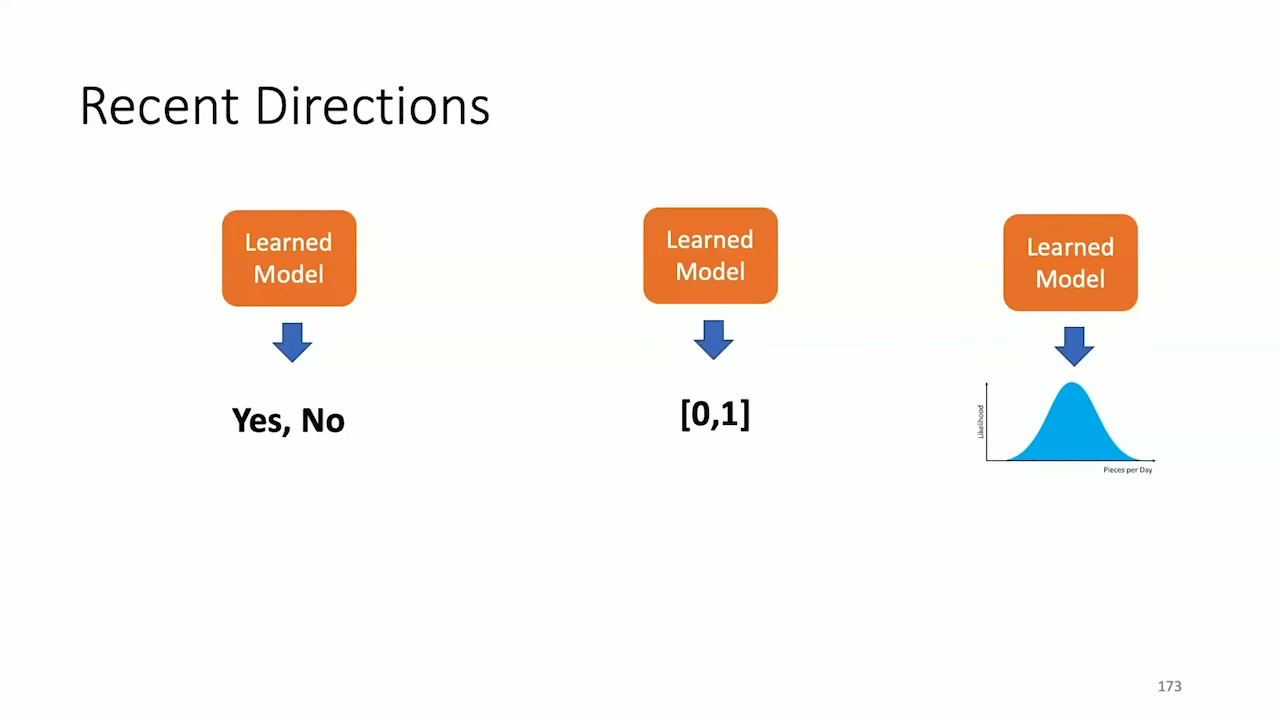 Recent Directions
Learned
Model
Yes, No
Learned
Model
[0,1]
Learned
Model
Likelihood
Pieces per Day
173